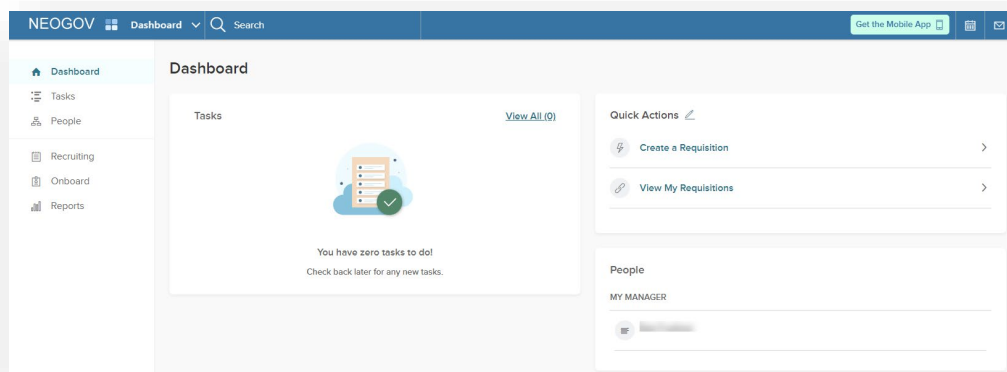 NEOGOV Dashboard Search Get the Mobile App
Dashboard
Tasks
People
Recruiting
Onboard
Reports
Dashboard
Tasks View All (0)
You have zero tasks to do!
Check back later for any new tasks.
Quick Actions
Create a Requisition
View My Requisitions
People
MY MANAGER